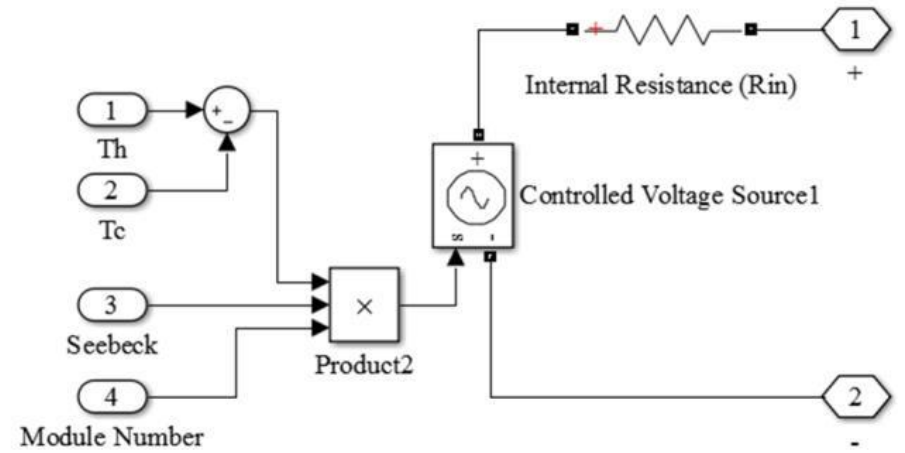 1
+
Internal Resistance (Rin)
1
Th
+
−
2
Tc
+
Controlled Voltage Source1
s
-
3
Seebeck
×
Product2
4
Module Number
2
-